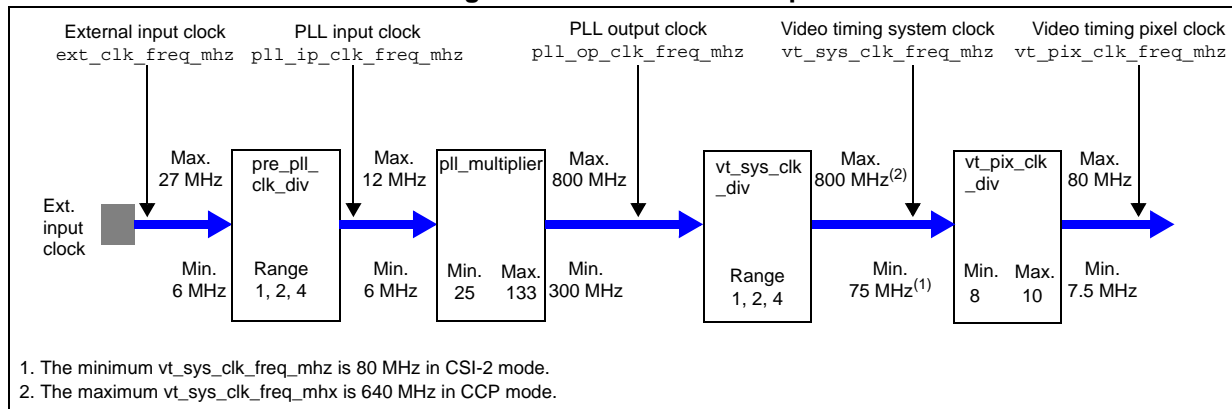 External input clock
ext_clk_freq_mhz
PLL input clock
pll_ip_clk_freq_mhz
PLL output clock
pll_op_clk_freq_mhz
Video timing system clock
vt_sys_clk_freq_mhz
Video timing pixel clock
vt_pix_clk_freq_mhz
Ext.
input
clock
Max.
27 MHz
Min.
6 MHz
pre_pll_
clk_div
Range
1, 2, 4
Max.
12 MHz
Min.
6 MHz
pll_multiplier
Min. Max.
25 133
Max.
800 MHz
Min.
300 MHz
vt_sys_clk
_div
Range
1, 2, 4
Max.
800 MHz(2)
Min.
75 MHz(1)
vt_pix_clk
_div
Min. Max.
8 10
Max.
80 MHz
Min.
7.5 MHz
1. The minimum vt_sys_clk_freq_mhz is 80 MHz in CSI-2 mode.
2. The maximum vt_sys_clk_freq_mhx is 640 MHz in CCP mode.